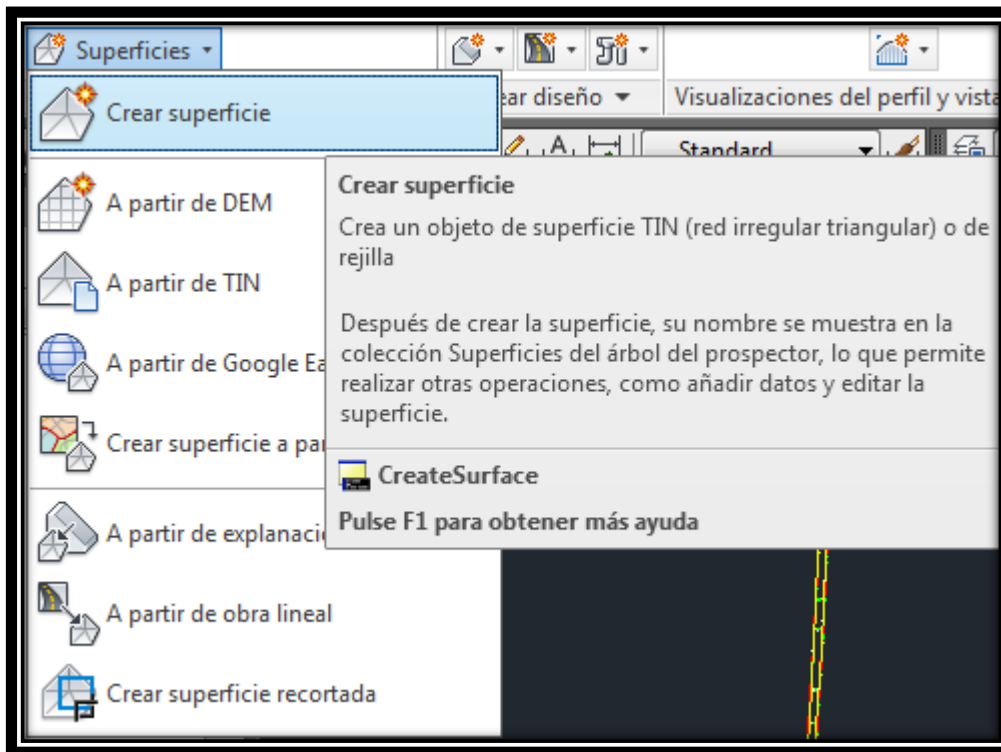 Superficies
Crear superficie
ear diseño
Visualizaciones del perfil y vista
Standard
A partir de DEM
A partir de TIN
A partir de Google Ea
Crear superficie a par
A partir de explanaci
A partir de obra lineal
Crear superficie recortada
Crear superficie
Crea un objeto de superficie TIN (red irregular triangular) o de
rejilla
Después de crear la superficie, su nombre se muestra en la
colección Superficies del árbol del prospector, lo que permite
realizar otras operaciones, como añadir datos y editar la
superficie.
CreateSurface
Pulse F1 para obtener más ayuda